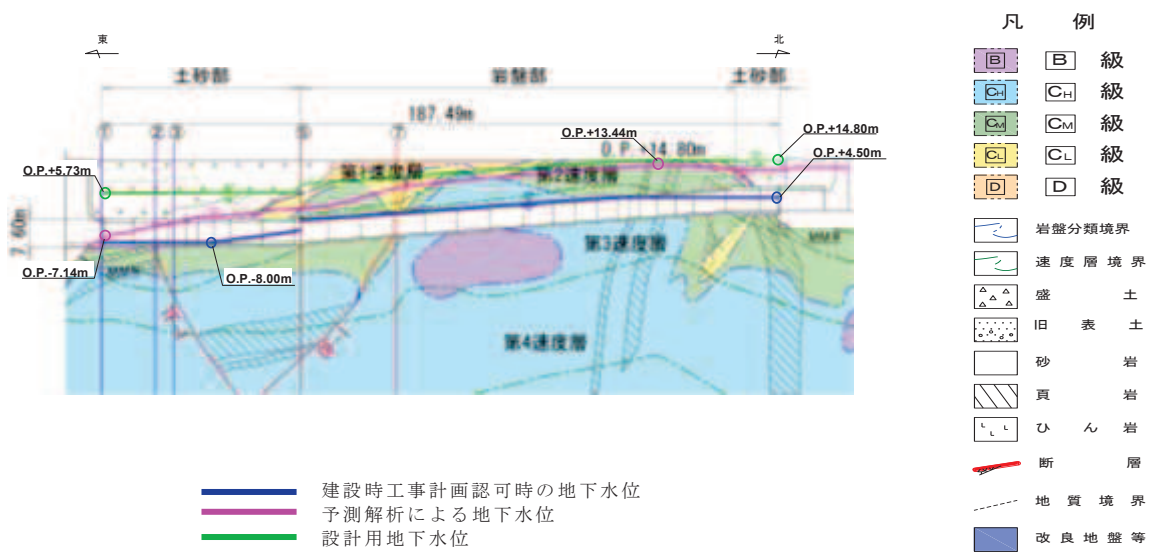 東
北
土砂部
岩盤部
土砂部
187.49m
① ② ③ ⑦
O.P.+13.44m
O.P.+14.80m
O.P.+14.80m
O.P.+4.50m
O.P.+5.73m
第1速度層
第2速度層
7.60m
第3速度層
MMR
MMR
O.P.-7.14m
O.P.-8.00m
第4速度層
建設時工事計画認可時の地下水位
予測解析による地下水位
設計用地下水位
凡 例
B B 級
CH CH 級
CM CM 級
CL CL 級
D D 級
岩盤分類境界
速度層境界
盛土
旧表土
砂岩
頁岩
ひん岩
断層
地質境界
改良地盤等